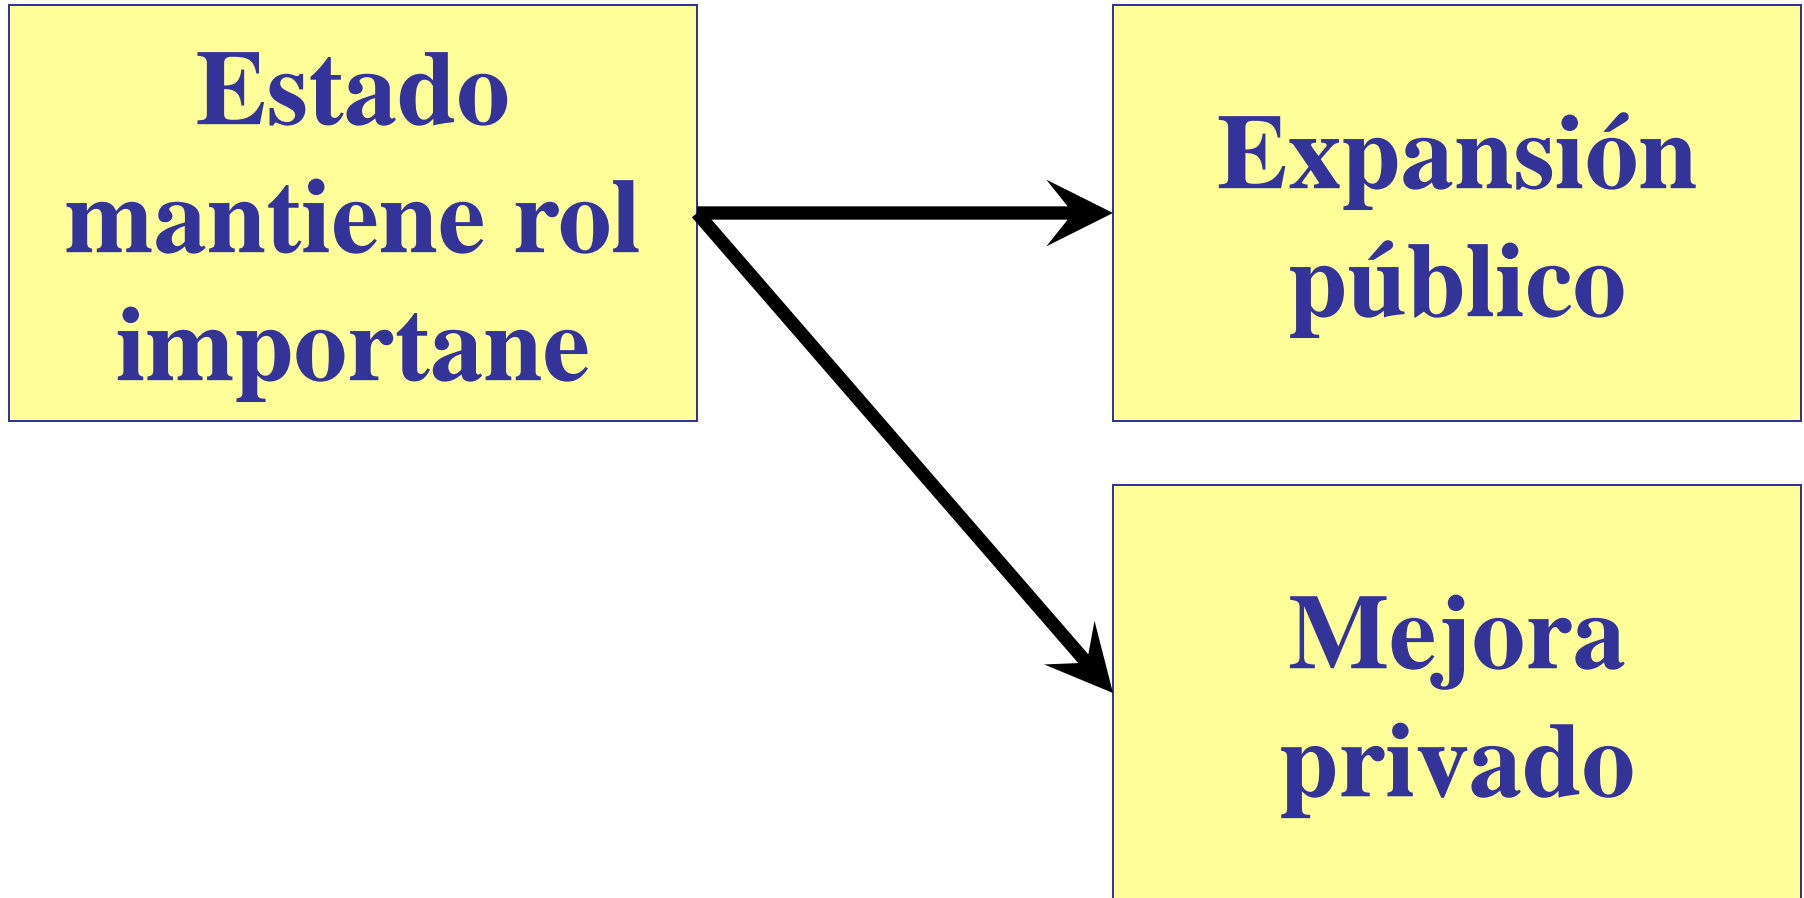 Estado
mantiene rol
importane
Expansión
público
Mejora
privado